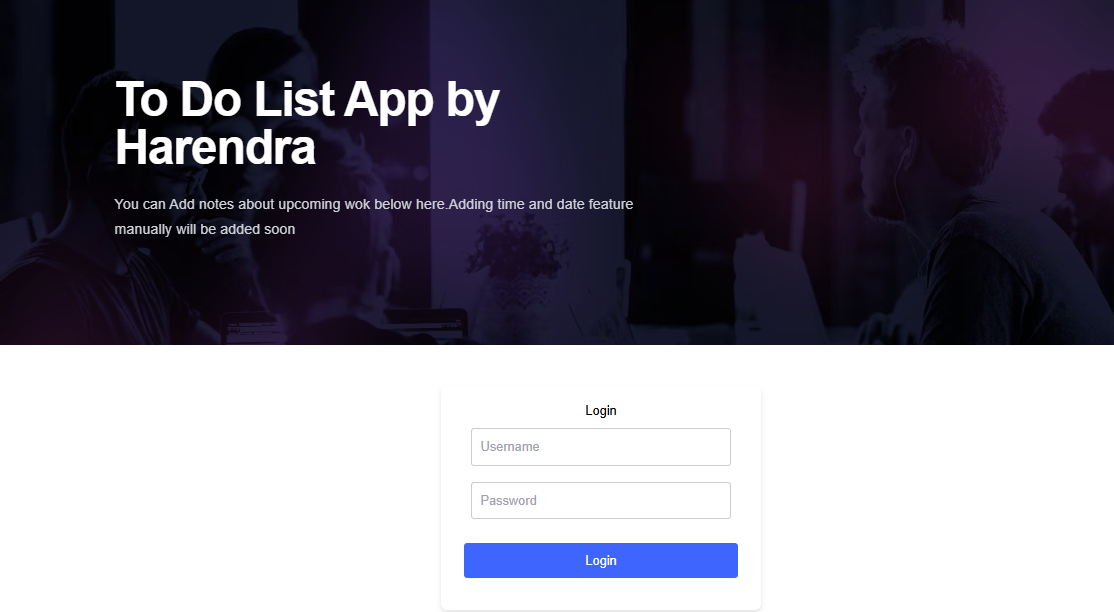 To Do List App by
Harendra
You can Add notes about upcoming wok below here.Adding time and date feature
manually will be added soon
Login
Username
Password
Login